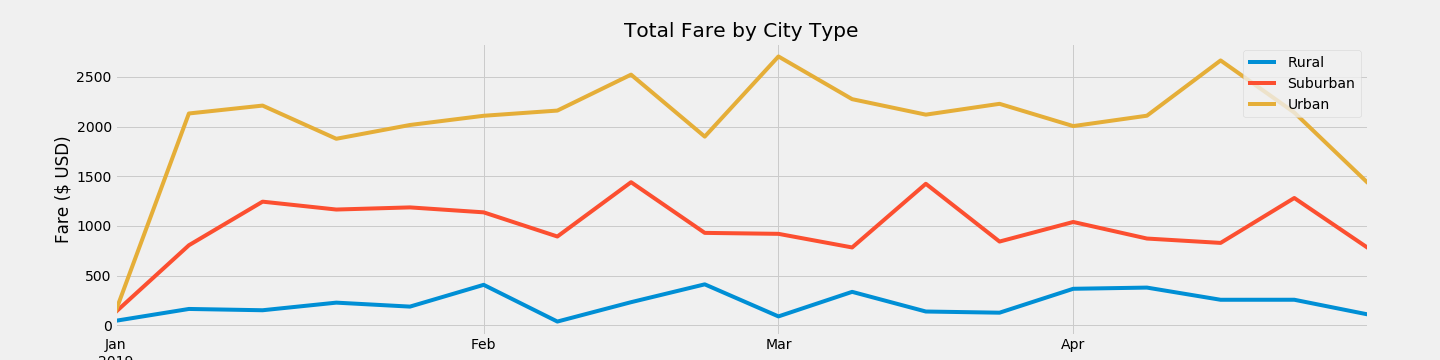 Total Fare by City Type
Fare ($ USD)
2500
2000
1500
1000
500
0
Rural
Suburban
Urban
Jan
Feb
Mar
Apr
2019